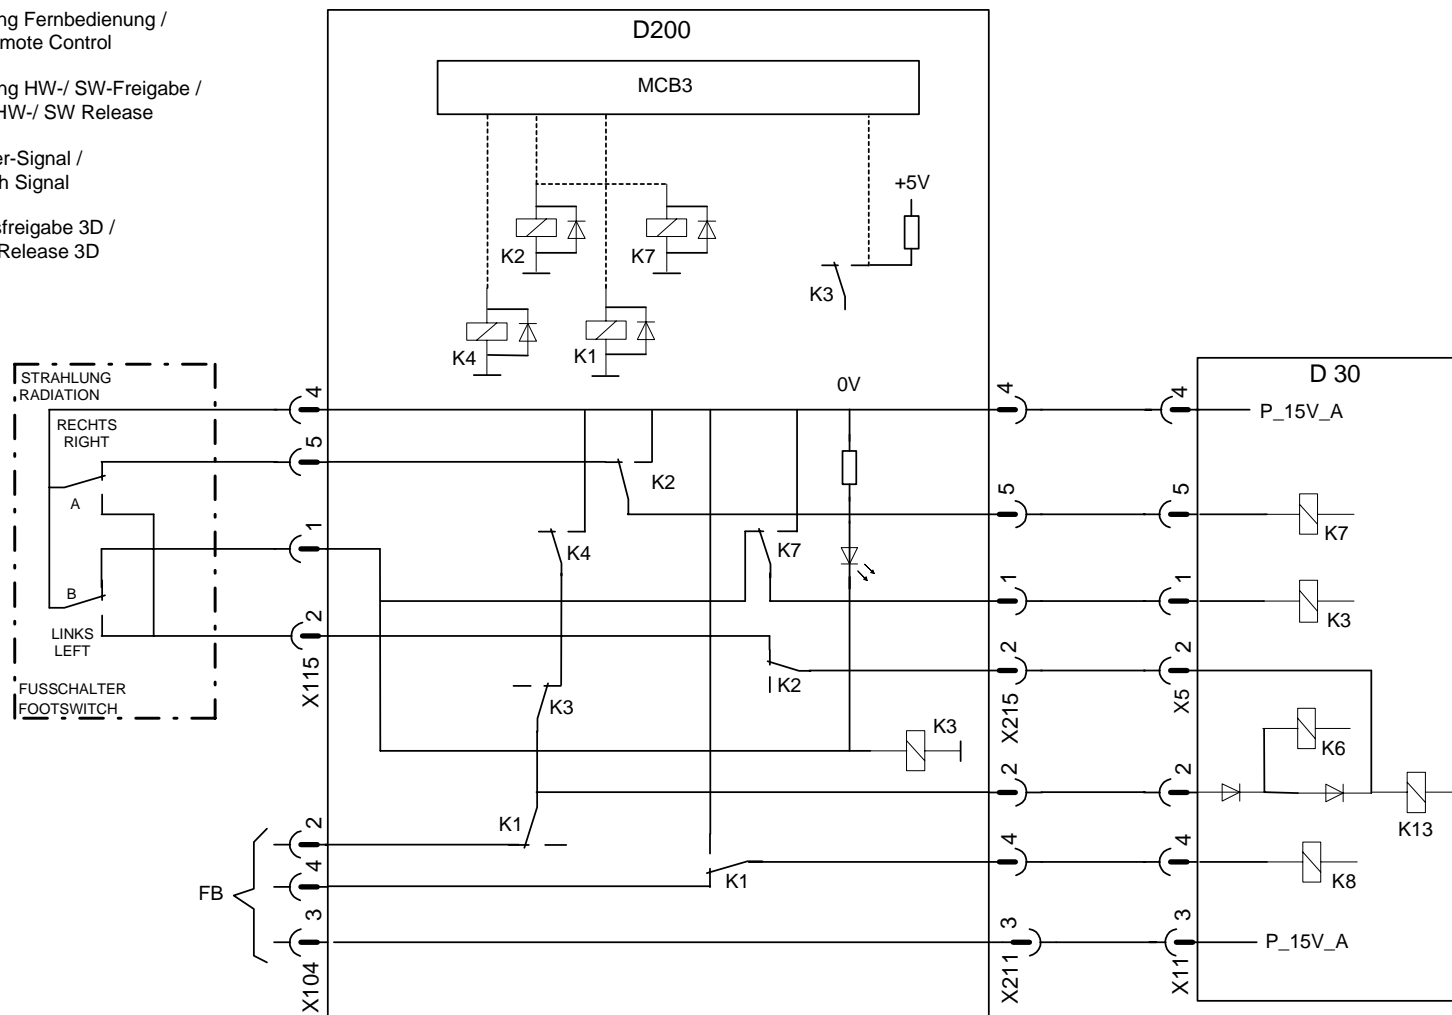 ng Fernbedienung /
mote Control
ng HW-/ SW-Freigabe /
HW-/ SW Release
er-Signal /
h Signal
sfreigabe 3D /
Release 3D
D200
MCB3
+5V
K2
K7
K3
K4
K1
0V
STRAHLUNG
RADIATION
RECHTS
RIGHT
A
B
LINKS
LEFT
FUSSCHALTER
FOOTSWITCH
4
5
1
2
X115
K2
K4
K7
K3
K2
K3
K1
K1
FB
2
4
3
X104
4
5
1
2
X215
2
4
3
X211
4
5
1
2
X5
2
4
3
X11
D 30
P_15V_A
K7
K3
K6
K13
K8
P_15V_A